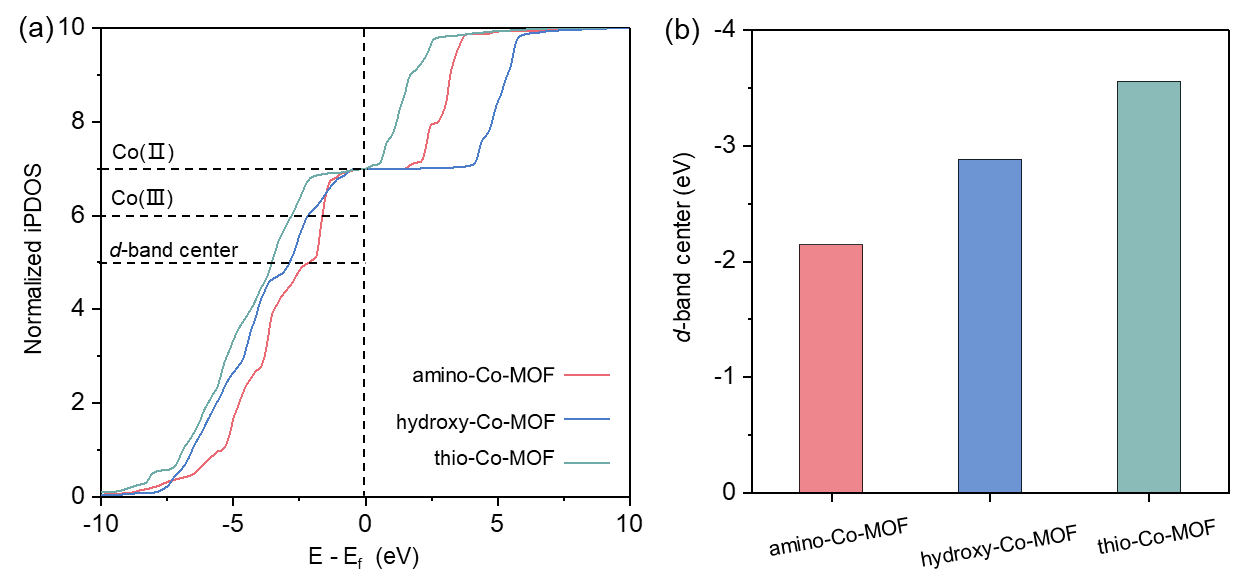 (a)
Normalized iPDOS
10
8
6
4
2
0
Co(Ⅱ)
Co(Ⅲ)
d-band center
amino-Co-MOF
hydroxy-Co-MOF
thio-Co-MOF
-10
-5
0
5
10
E - Ef (eV)
(b)
d-band center (eV)
-4
-3
-2
-1
0
amino-Co-MOF
hydroxy-Co-MOF
thio-Co-MOF